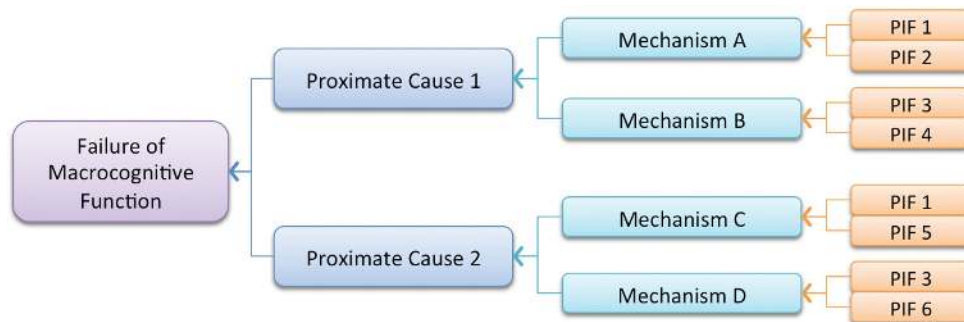 Failure of
Macrocognitive
Function
Proximate Cause 1
Mechanism A
PIF 1
PIF 2
Mechanism B
PIF 3
PIF 4
Proximate Cause 2
Mechanism C
PIF 1
PIF 5
Mechanism D
PIF 3
PIF 6